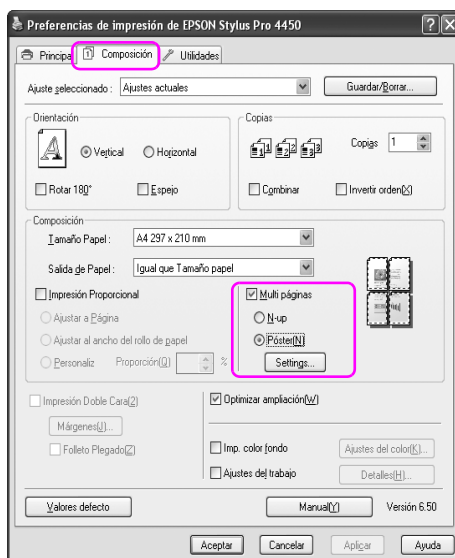 Preferencias de impresión de EPSON Stylus Pro 4450
Principal Composición Utilidades
Ajuste seleccionado : Ajustes actuales Guardar/Borrar...
Orientación
Vertical Horizontal
Rotar 180° Espejo
Copias
Copias 1
Combinar Invertir orden(X)
Composición
Tamaño Papel : A4 297 x 210 mm
Salida de Papel : Igual que Tamaño papel
Impresión Proporcional
Ajustar a Página
Ajustar al ancho del rollo de papel
Personaliz Proporción(Q) %
Multi páginas
N-up
Póster(N)
Settings...
Impresión Doble Cara(2)
Márgenes(J)...
Folleto Plegado(Z)
Optimizar ampliación(W)
Imp. color fondo Ajustes del color(K)...
Ajustes del trabajo Detalles(H)...
Valores defecto Manual(Y) Versión 6.50
Aceptar Cancelar Aplicar Ayuda